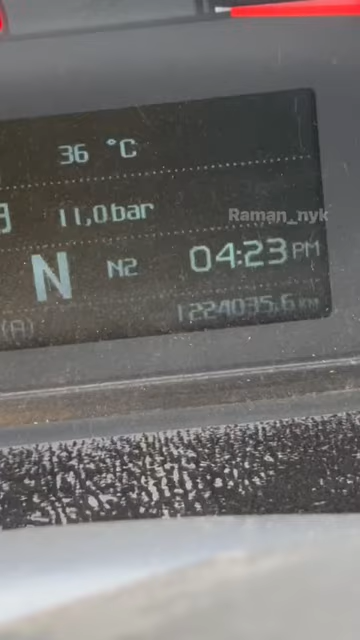 36 °C
11,0bar
Raman_nyk
N N2 04:23 PM
(A) 1224035,6 KM